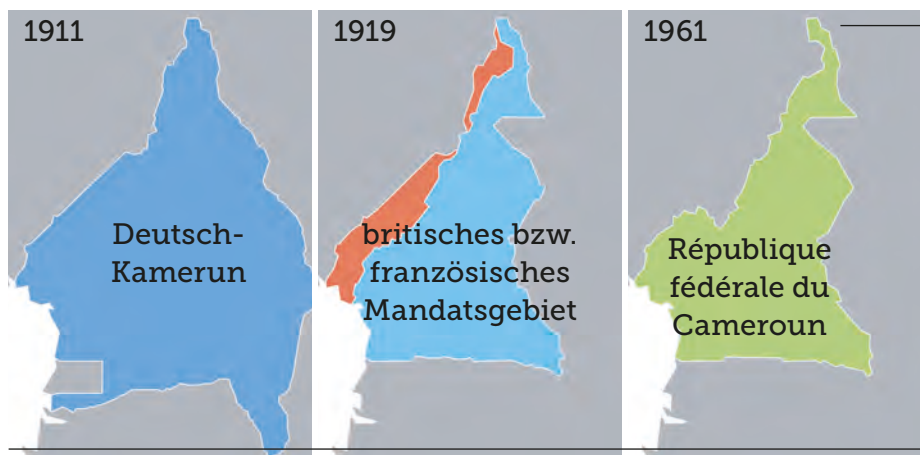 1911
Deutsch-
Kamerun
1919
britisches bzw.
französisches
Mandatsgebiet
1961
République
fédérale du
Cameroun